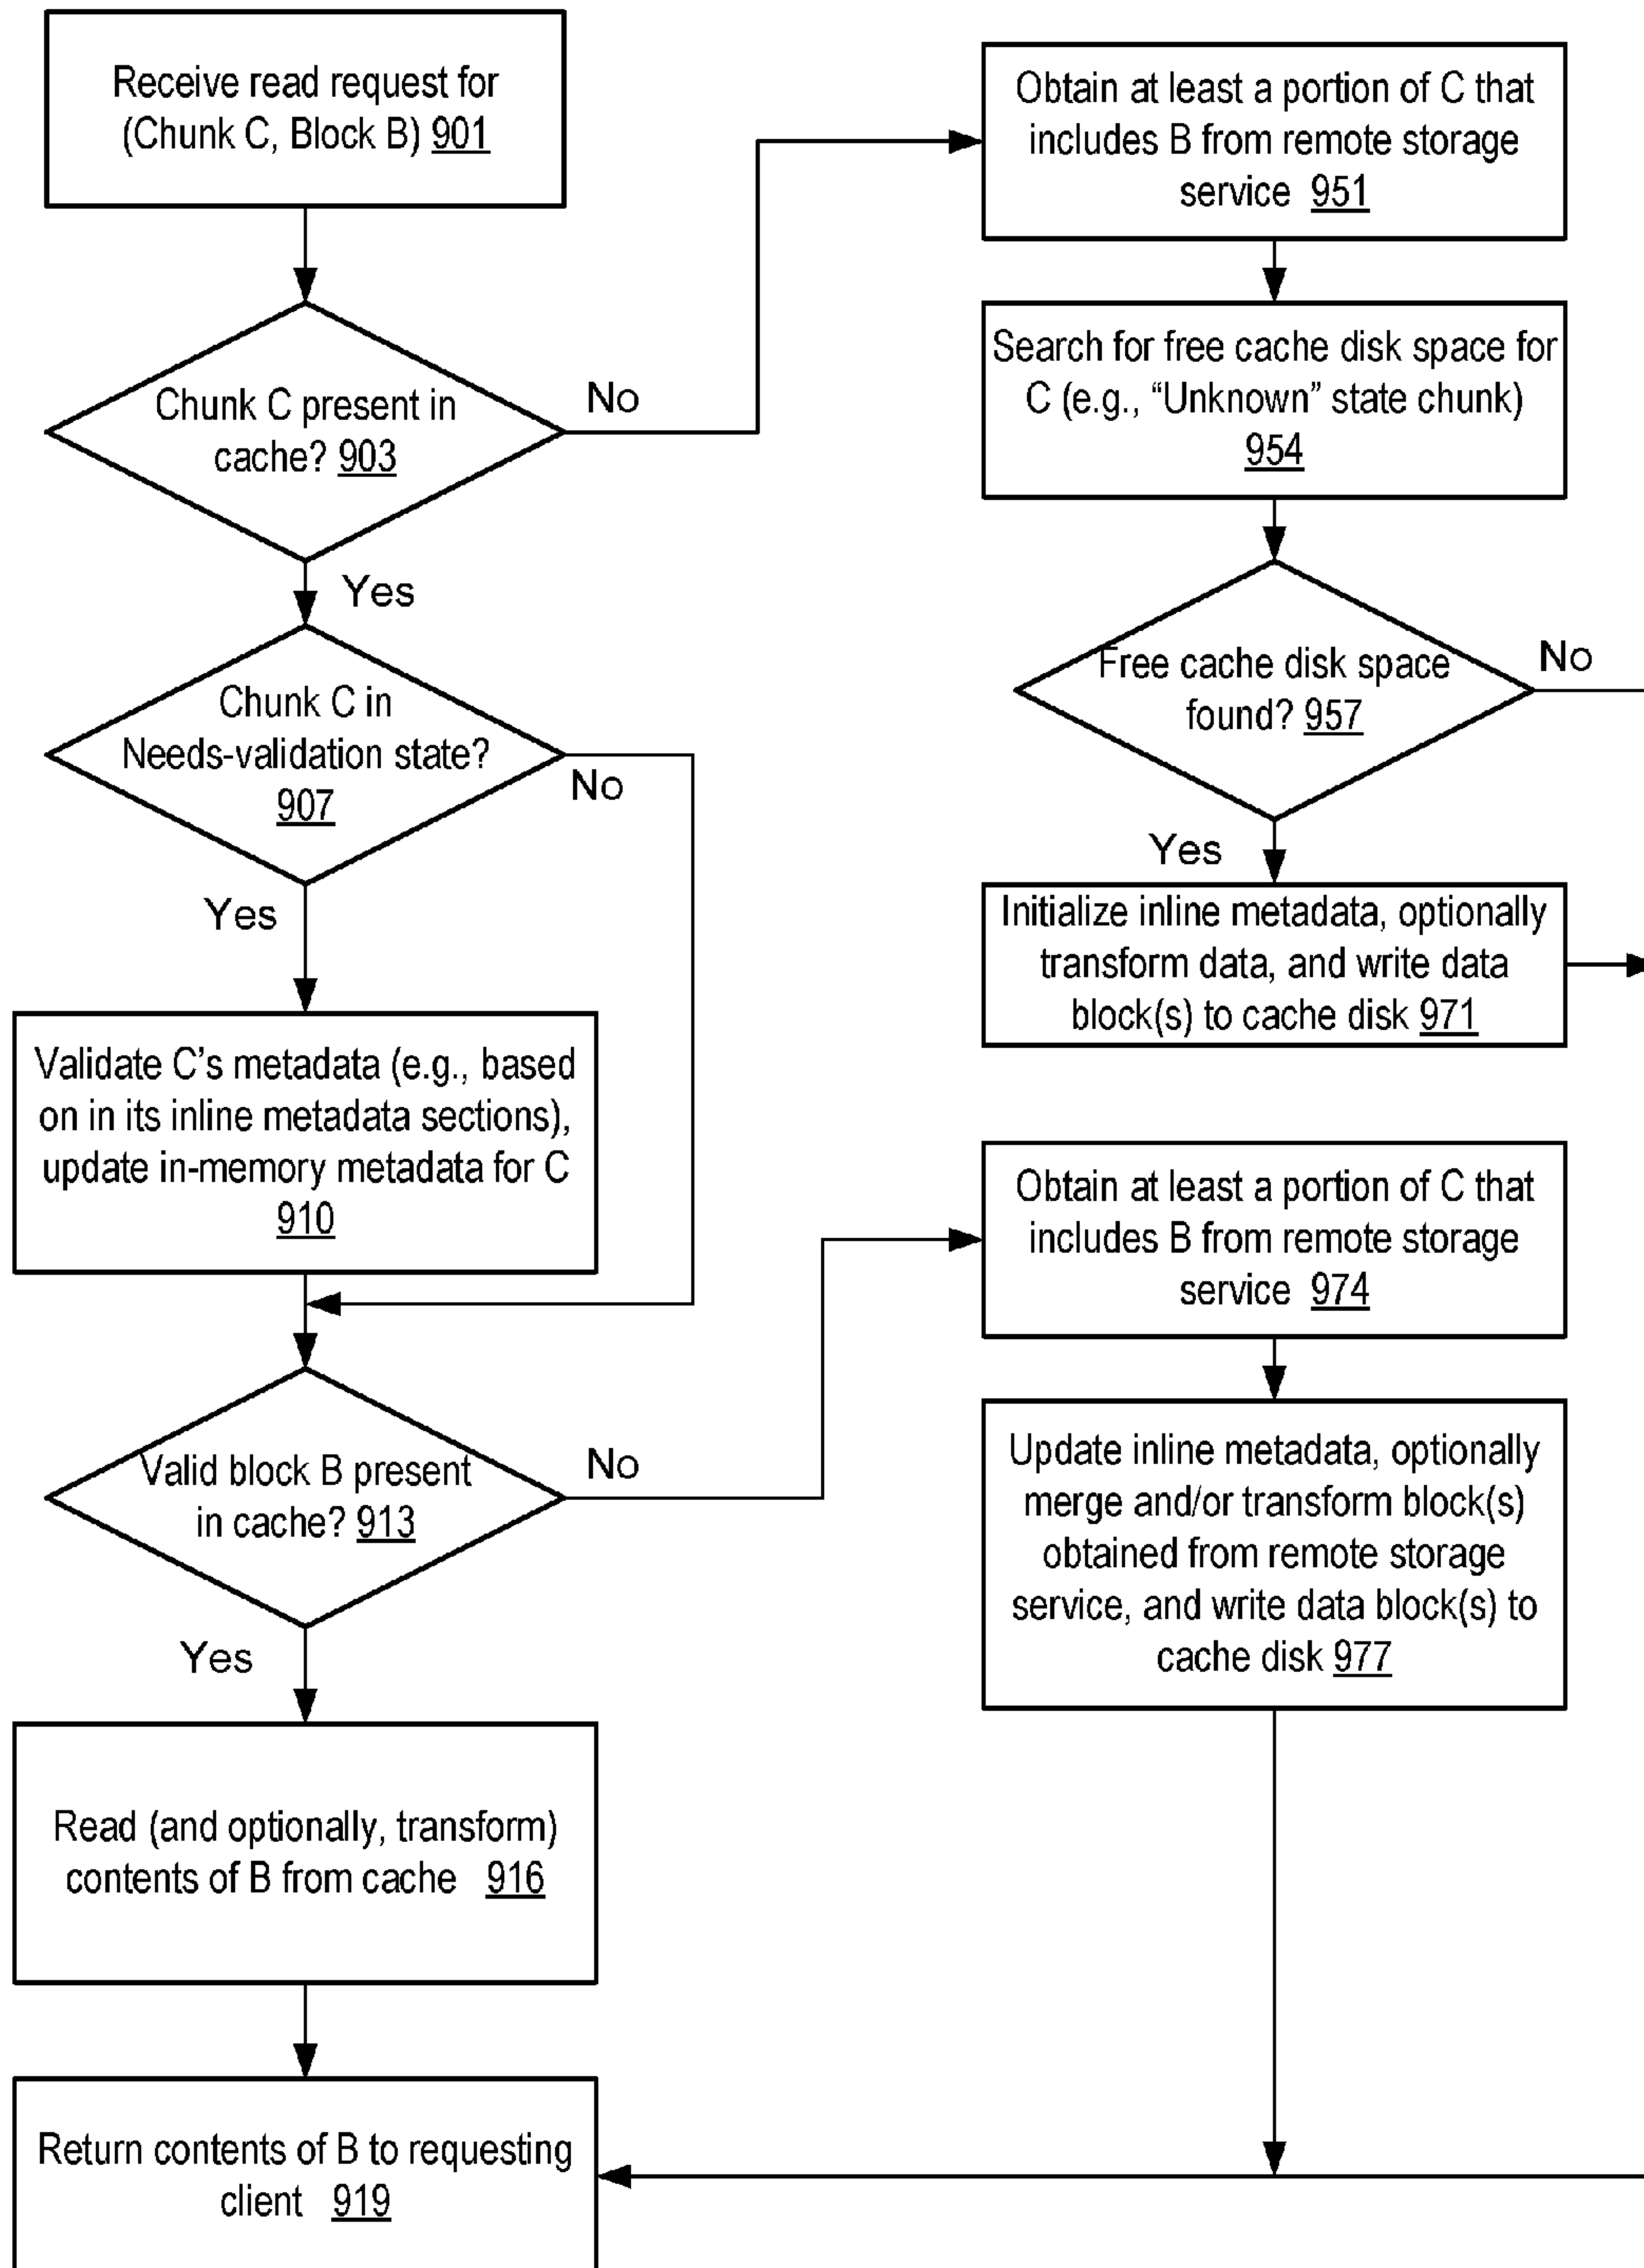 Receive read request for
(Chunk C, Block B) 901
Chunk C present in
cache? 903
No
Yes
Chunk C in
Needs-validation state?
907
No
Yes
Validate C’s metadata (e.g., based
on in its inline metadata sections),
update in-memory metadata for C
910
Valid block B present
in cache? 913
No
Yes
Read (and optionally, transform)
contents of B from cache 916
Return contents of B to requesting
client 919
Obtain at least a portion of C that
includes B from remote storage
service 951
Search for free cache disk space for
C (e.g., “Unknown” state chunk)
954
Free cache disk space
found? 957
No
Yes
Initialize inline metadata, optionally
transform data, and write data
block(s) to cache disk 971
Obtain at least a portion of C that
includes B from remote storage
service 974
Update inline metadata, optionally
merge and/or transform block(s)
obtained from remote storage
service, and write data block(s) to
cache disk 977